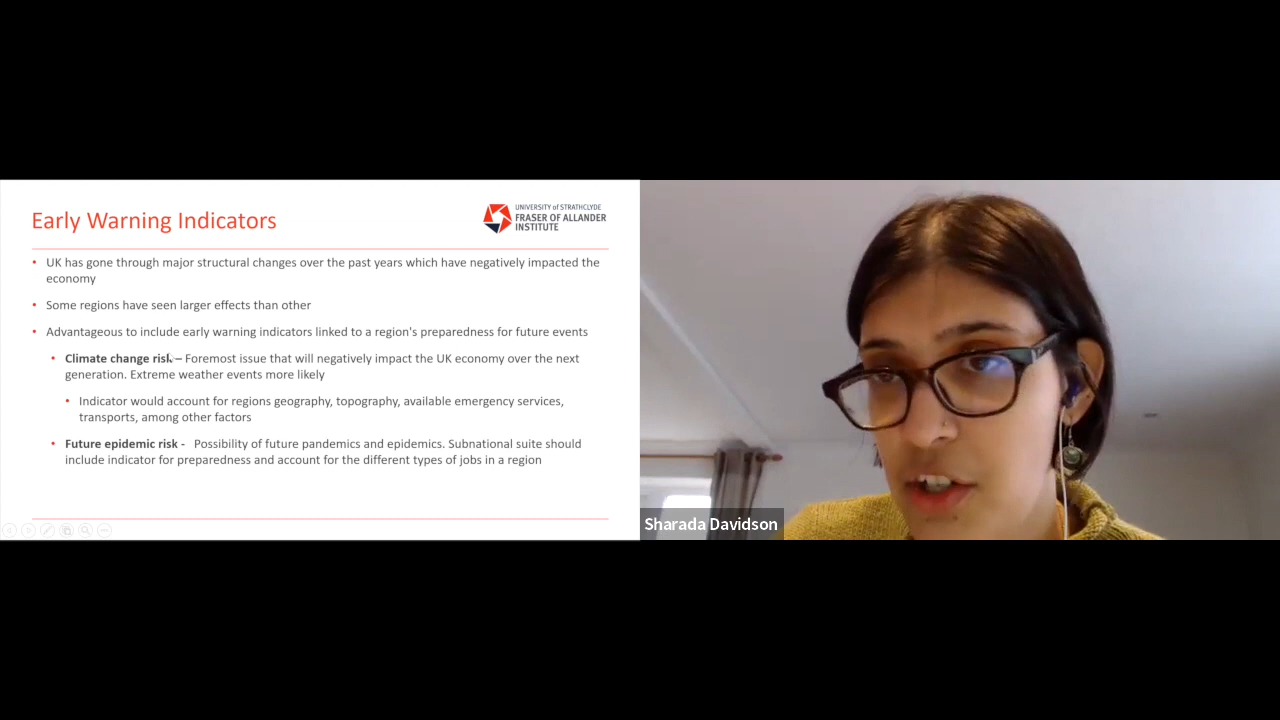 Early Warning Indicators
UNIVERSITY of STRATHCLYDE
FRASER OF ALLANDER
INSTITUTE
• UK has gone through major structural changes over the past years which have negatively impacted the
economy
• Some regions have seen larger effects than other
• Advantageous to include early warning indicators linked to a region's preparedness for future events
• Climate change risk – Foremost issue that will negatively impact the UK economy over the next
generation. Extreme weather events more likely
• Indicator would account for regions geography, topography, available emergency services,
transports, among other factors
• Future epidemic risk - Possibility of future pandemics and epidemics. Subnational suite should
include indicator for preparedness and account for the different types of jobs in a region
Sharada Davidson